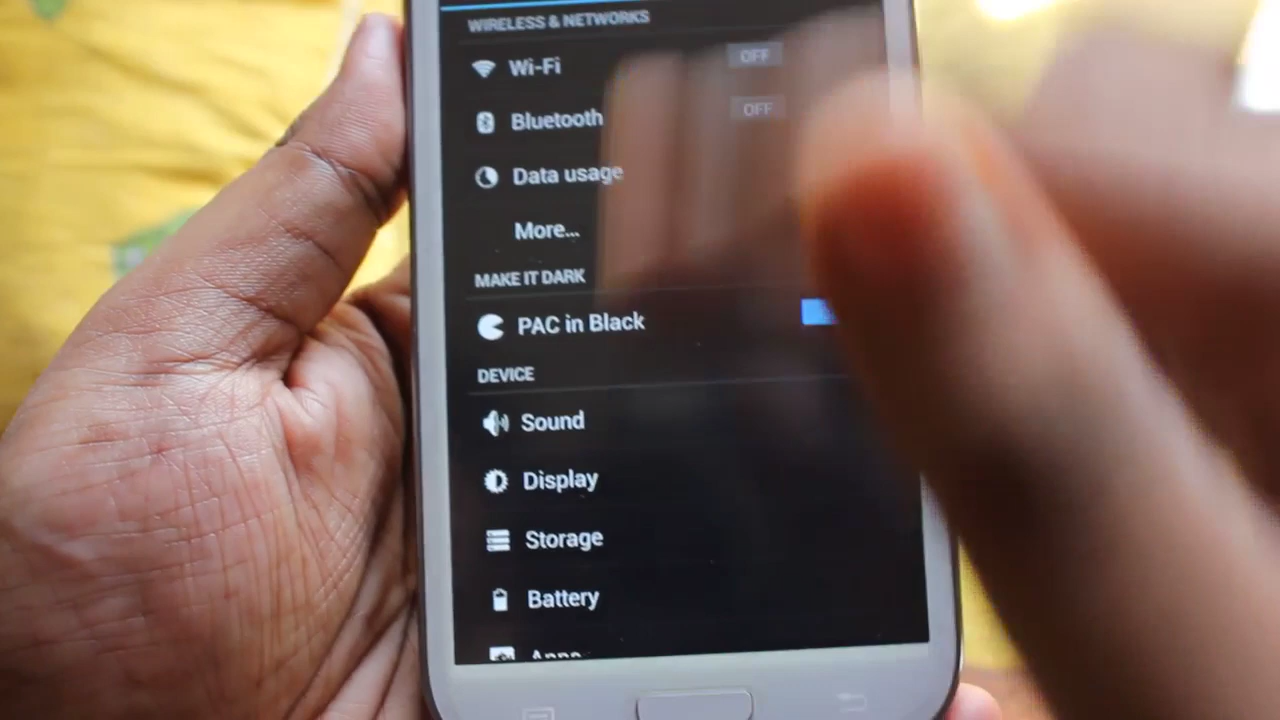 WIRELESS & NETWORKS
Wi-Fi OFF
Bluetooth OFF
Data usage
More...
MAKE IT DARK
PAC in Black
DEVICE
Sound
Display
Storage
Battery
Apps